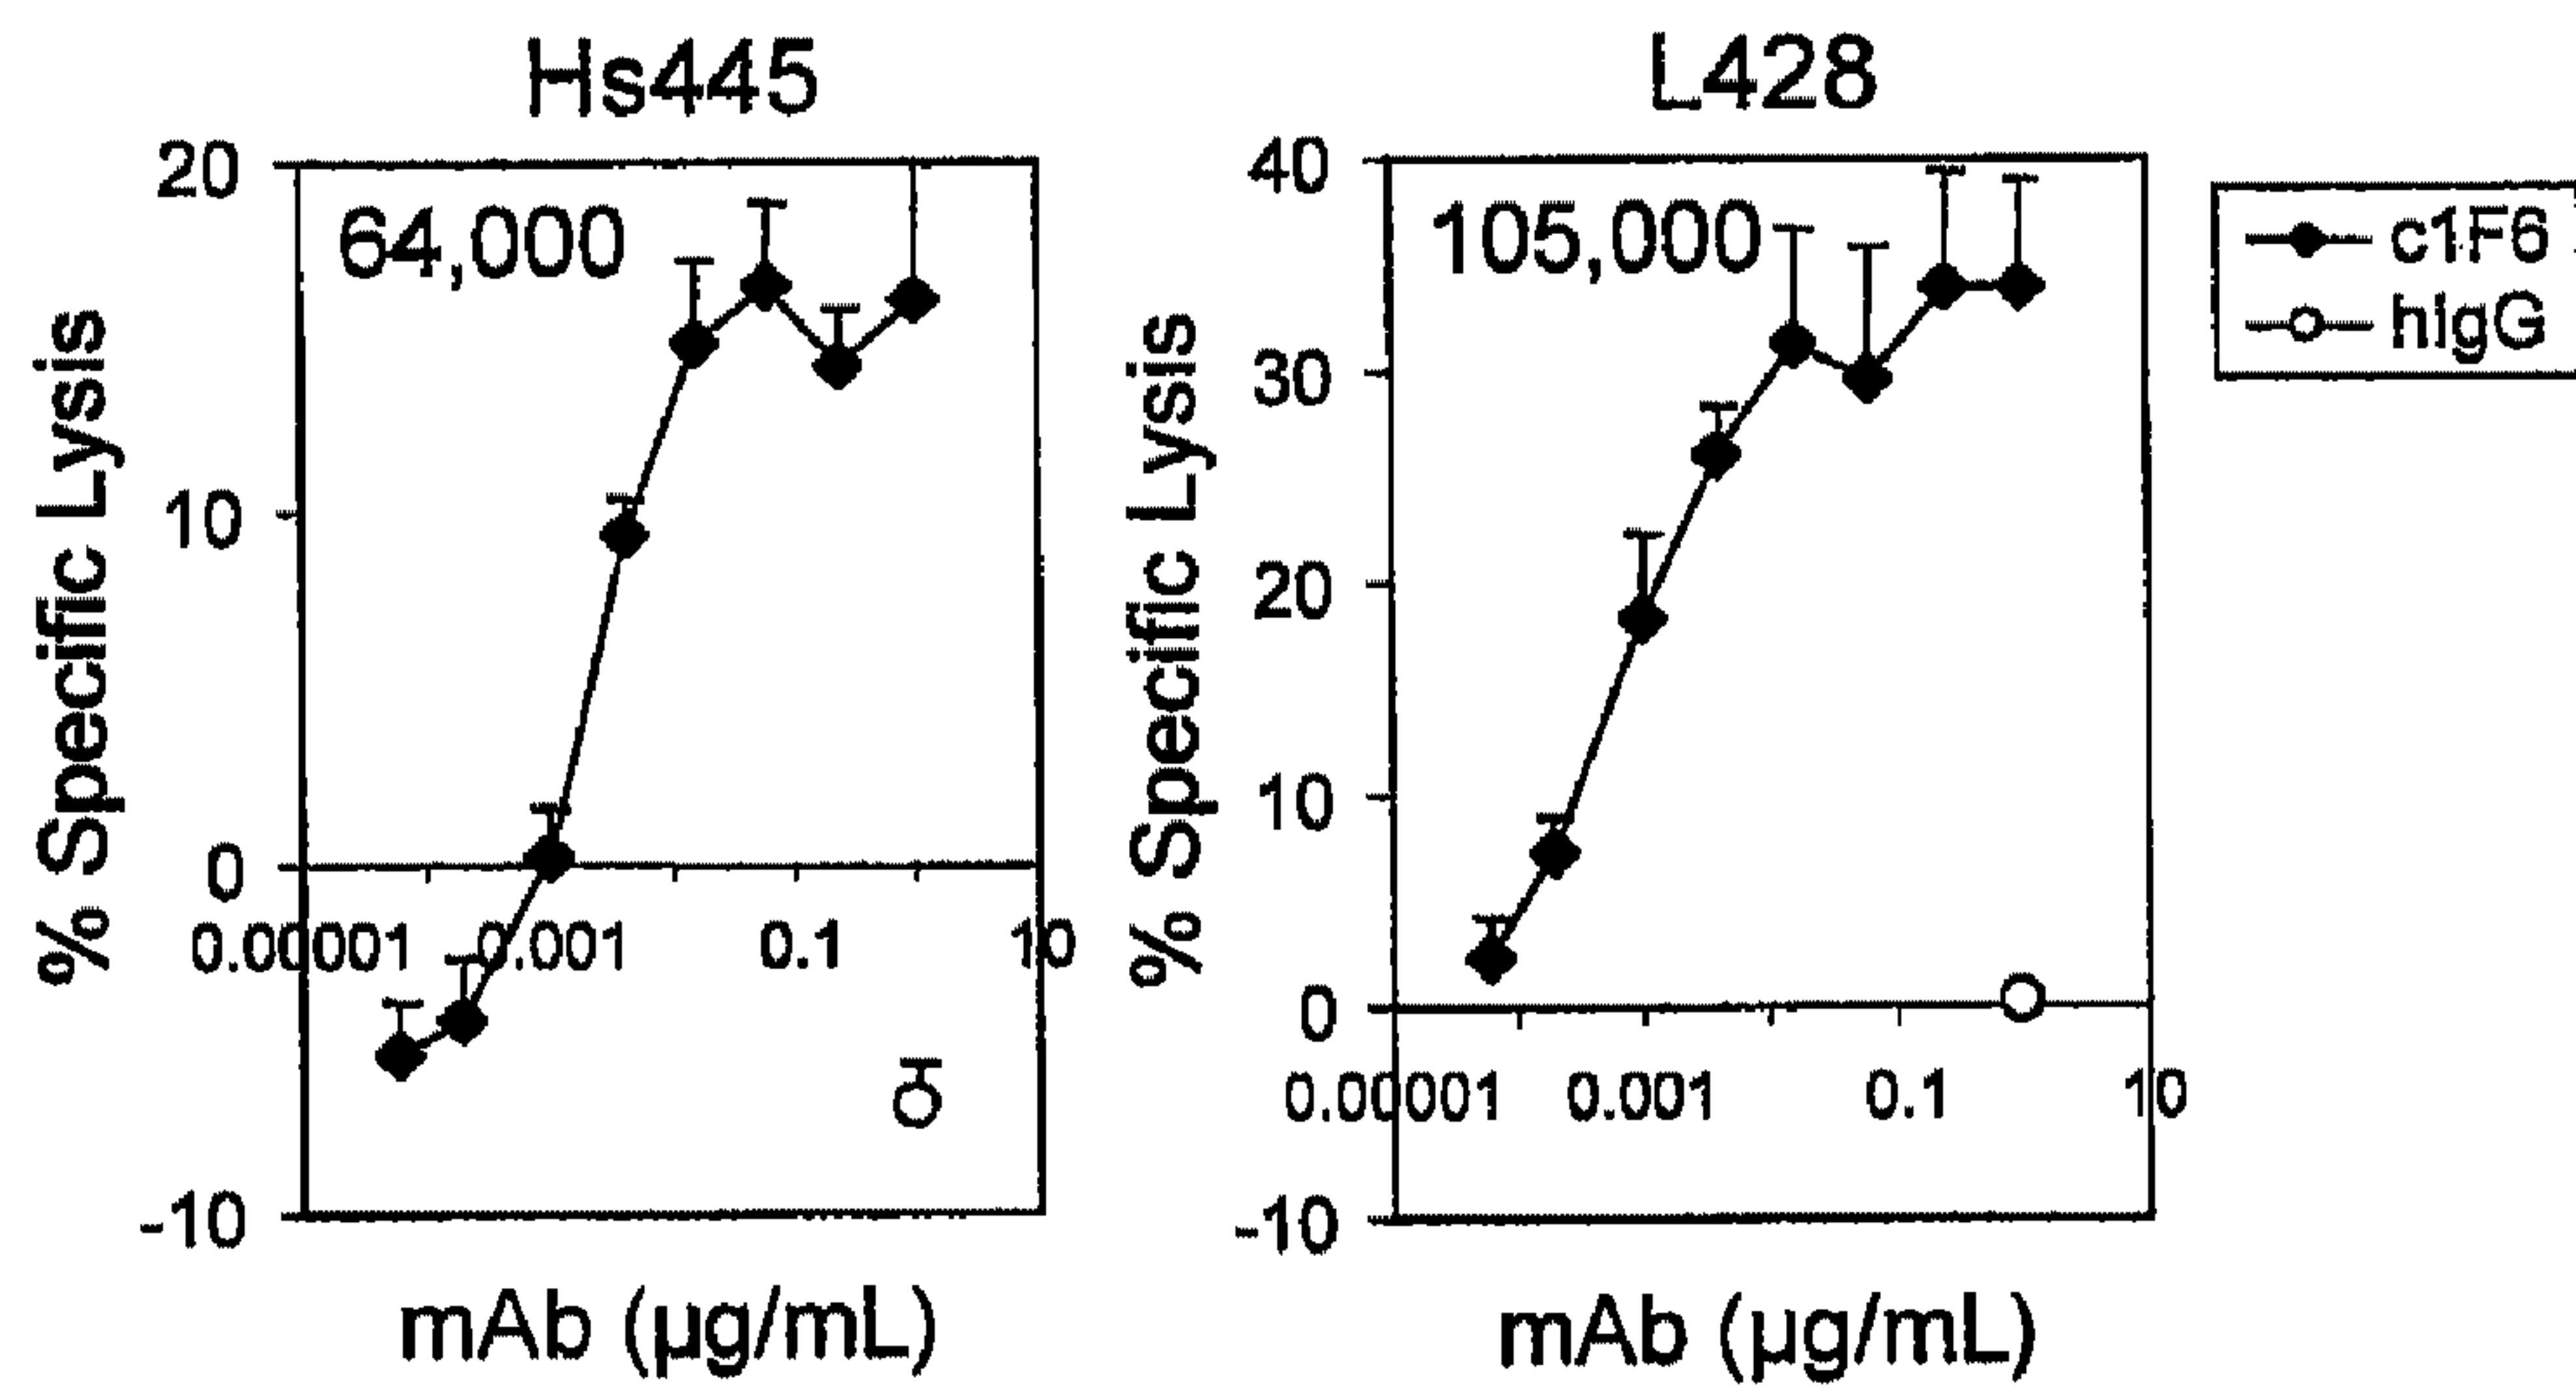 Hs445
20
10
0
-10
64,000
0.00001 0.001 0.1 10
% Specific Lysis
mAb (µg/mL)
L428
40
30
20
10
0
-10
105,000
0.00001 0.001 0.1 10
% Specific Lysis
mAb (µg/mL)
c1F6
hIgG